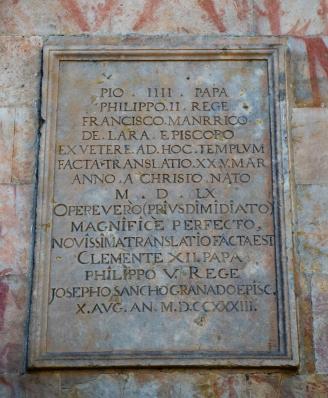 PIO . IIII . PAPA
PHILIPPO . II . REGE
FRANCISCO . MANRRICO
DE . LARA . EPISCOPO
EX VETERE . AD . HOC . TEMPLVM
FACTA . TRANSLATIO . XX . V . MAR
ANNO . A CHRISTO NATO
M . D . LX
OPERE VERO (PRIVS DIMIDIATO)
MAGNIFICE PERFECTO,
NOVISSIMA TRANSLATIO FACTA EST
CLEMENTE XII. PAPA
PHILIPPO V. REGE
JOSEPHO SANCHO GRANADO EPISC.
X. AVG. AN. M.D.CCXXXIII.